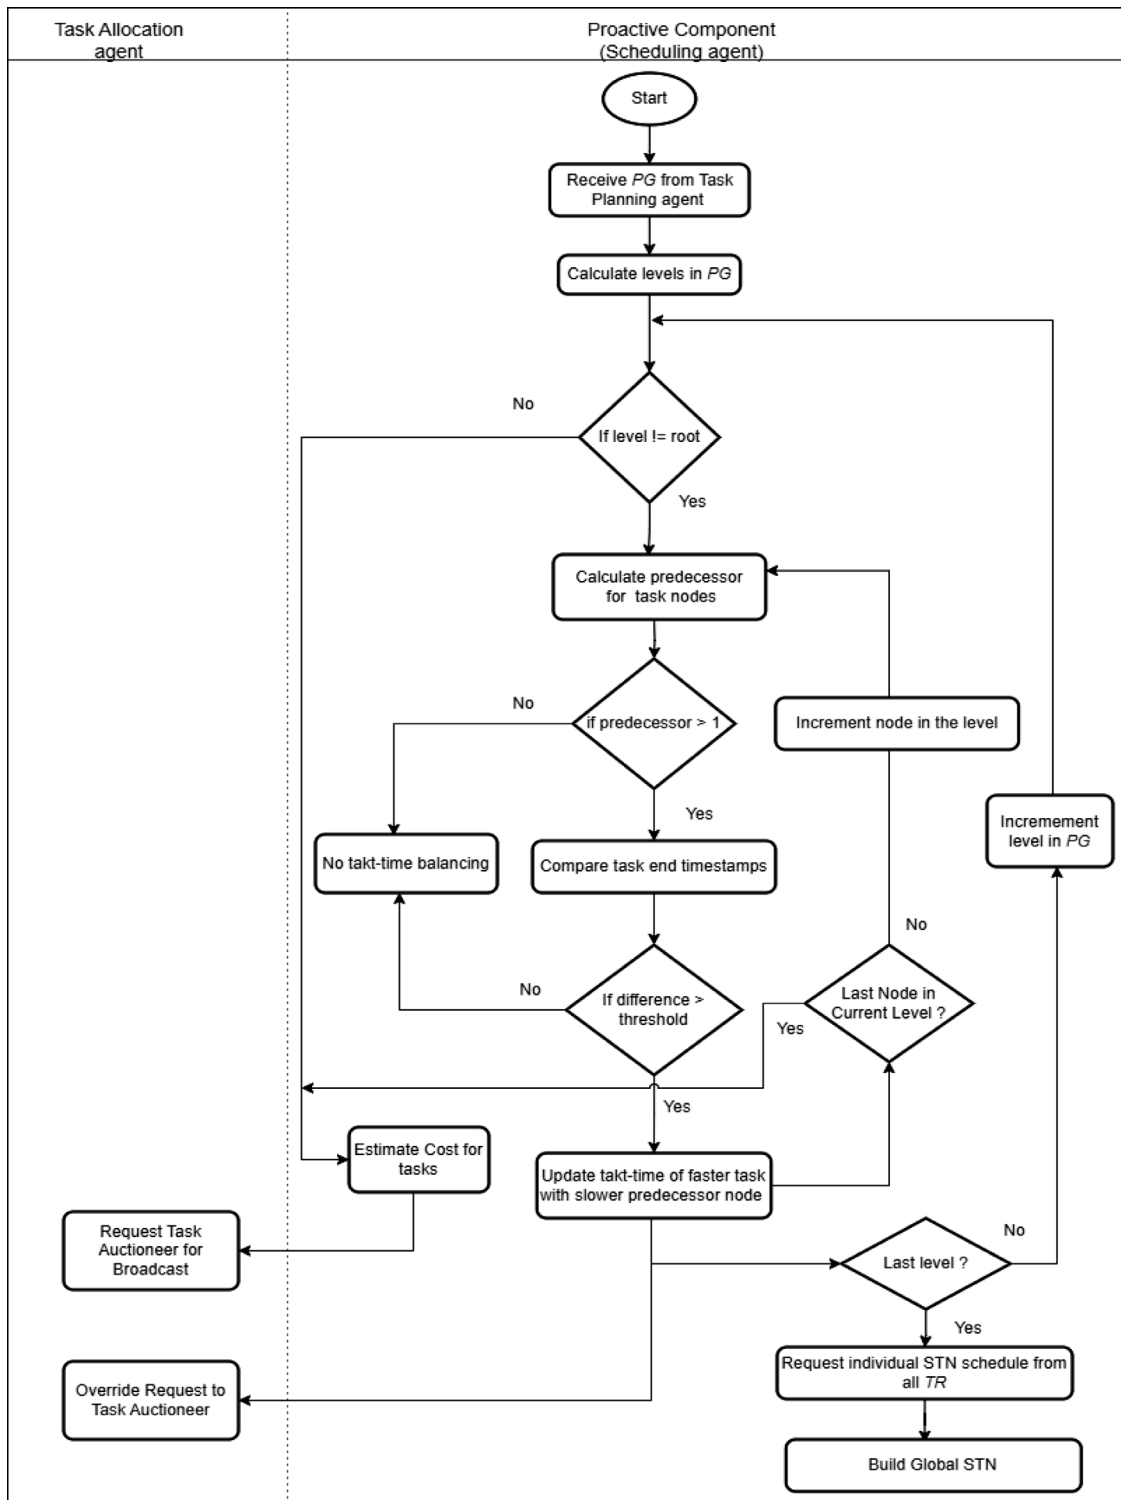 Task Allocation
agent
Proactive Component
(Scheduling agent)
Start
Receive PG from Task
Planning agent
Calculate levels in PG
No
If level != root
Yes
Calculate predecessor
for task nodes
No
if predecessor > 1
Increment node in the level
Yes
Incremement
level in PG
No takt-time balancing
Compare task end timestamps
No
No
If difference >
threshold
Last Node in
Current Level ?
Yes
Yes
Estimate Cost for
tasks
Update takt-time of faster task
with slower predecessor node
Request Task
Auctioneer for
Broadcast
No
Last level ?
Yes
Request individual STN schedule from
all TR
Override Request to
Task Auctioneer
Build Global STN